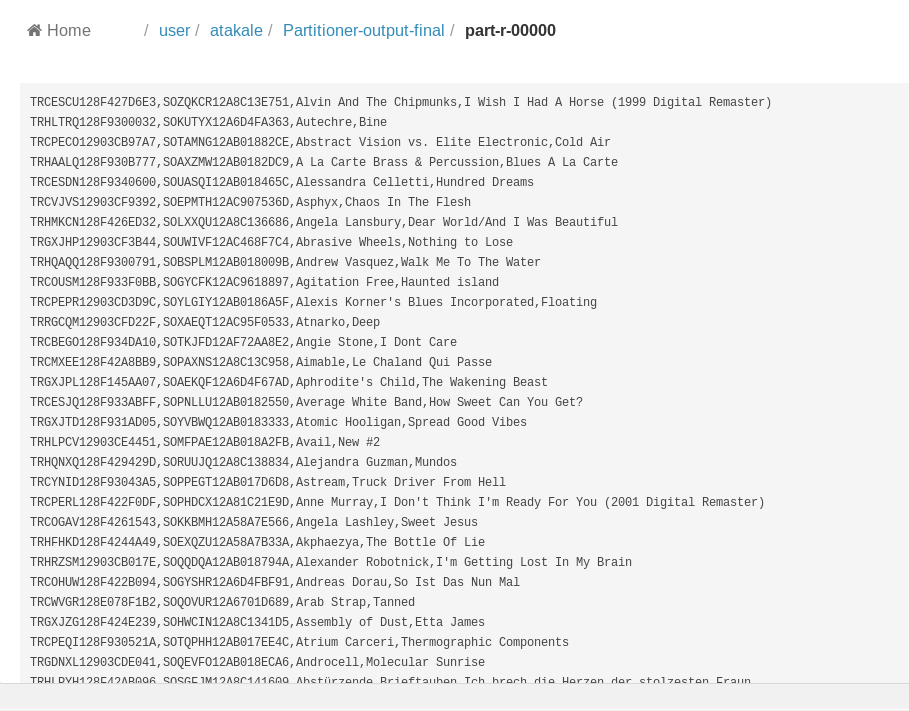 Home / user / atakale / Partitioner-output-final / part-r-00000
TRCESCU128F427D6E3,SOZQKCR12A8C13E751,Alvin And The Chipmunks,I Wish I Had A Horse (1999 Digital Remaster)
TRHLTRQ128F9300032,SOKUTYX12A6D4FA363,Autechre,Bine
TRCPECO12903CB97A7,SOTAMNG12AB01882CE,Abstract Vision vs. Elite Electronic,Cold Air
TRHAALQ128F930B777,SOAXZMW12AB0182DC9,A La Carte Brass & Percussion,Blues A La Carte
TRCESDN128F9340600,SOUASQI12AB018465C,Alessandra Celletti,Hundred Dreams
TRCVJVS12903CF9392,SOEPMTH12AC907536D,Asphyx,Chaos In The Flesh
TRHMKCN128F426ED32,SOLXXQU12A8C136686,Angela Lansbury,Dear World/And I Was Beautiful
TRGXJHP12903CF3B44,SOUWIVF12AC468F7C4,Abrasive Wheels,Nothing to Lose
TRHQAQQ128F9300791,SOBSPLM12AB018009B,Andrew Vasquez,Walk Me To The Water
TRCOUSM128F933F0BB,SOGYCFK12AC9618897,Agitation Free,Haunted island
TRCPEPR12903CD3D9C,SOYLGIY12AB0186A5F,Alexis Korner's Blues Incorporated,Floating
TRRGCQM12903CFD22F,SOXAEQT12AC95F0533,Atnarko,Deep
TRCBEGO128F934DA10,SOTKJFD12AF72AA8E2,Angie Stone,I Dont Care
TRCMXEE128F42A8BB9,SOPAXNS12A8C13C958,Aimable,Le Chaland Qui Passe
TRGXJPL128F145AA07,SOAEKQF12A6D4F67AD,Aphrodite's Child,The Wakening Beast
TRCESJQ128F933ABFF,SOPNLLU12AB0182550,Average White Band,How Sweet Can You Get?
TRGXJTD128F931AD05,SOYVBWQ12AB0183333,Atomic Hooligan,Spread Good Vibes
TRHLPCV12903CE4451,SOMFPAE12AB018A2FB,Avail,New #2
TRHQNXQ128F429429D,SORUUJQ12A8C138834,Alejandra Guzman,Mundos
TRCYNID128F93043A5,SOPPEGT12AB017D6D8,Astream,Truck Driver From Hell
TRCPERL128F422F0DF,SOPHDCX12A81C21E9D,Anne Murray,I Don't Think I'm Ready For You (2001 Digital Remaster)
TRCOGAV128F4261543,SOKKBMH12A58A7E566,Angela Lashley,Sweet Jesus
TRHFHKD128F4244A49,SOEXQZU12A58A7B33A,Akphaezya,The Bottle Of Lie
TRHRZSM12903CB017E,SOQQDQA12AB018794A,Alexander Robotnick,I'm Getting Lost In My Brain
TRCOHUW128F422B094,SOGYSHR12A6D4FBF91,Andreas Dorau,So Ist Das Nun Mal
TRCWVGR128E078F1B2,SOQOVUR12A6701D689,Arab Strap,Tanned
TRGXJZG128F424E239,SOHWCIN12A8C1341D5,Assembly of Dust,Etta James
TRCPEQI128F930521A,SOTQPHH12AB017EE4C,Atrium Carceri,Thermographic Components
TRGDNXL12903CDE041,SOQEVFO12AB018ECA6,Androcell,Molecular Sunrise
TRHLPYH128F42AB096,SOSGFJM12A8C141609,Abstürzende Brieftauben,Ich brech die Herzen der stolzesten Fraun